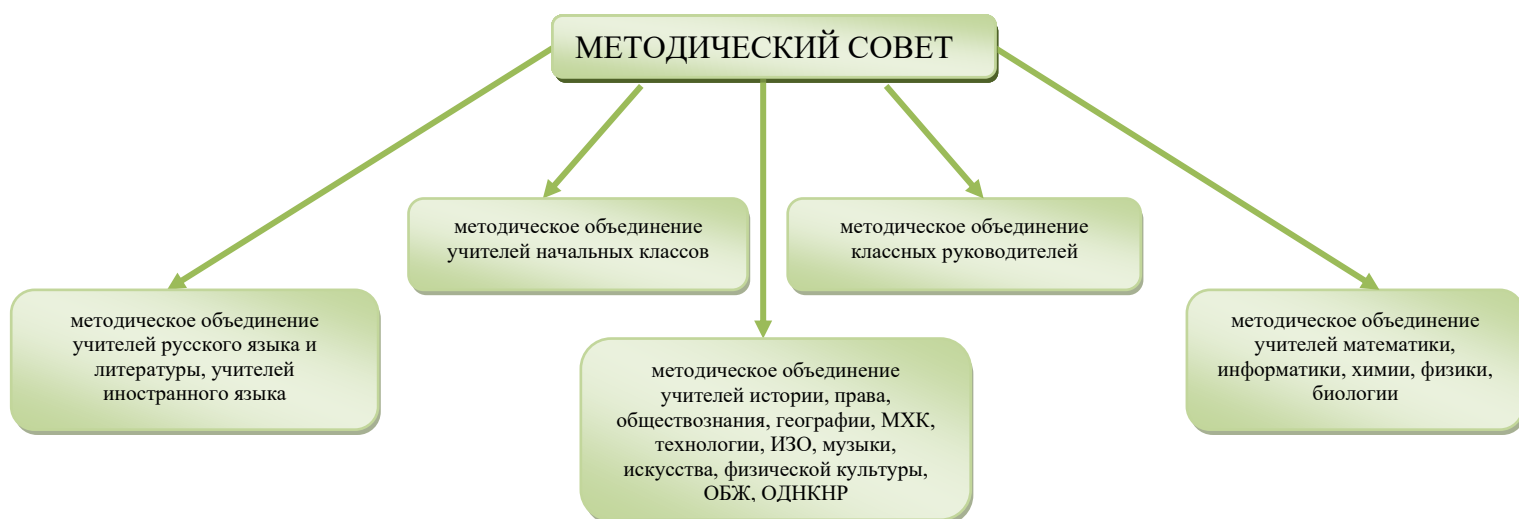 МЕТОДИЧЕСКИЙ СОВЕТ
методическое объединение
учителей начальных классов
методическое объединение
классных руководителей
методическое объединение
учителей русского языка и
литературы, учителей
иностранного языка
методическое объединение
учителей истории, права,
обществознания, географии, МХК,
технологии, ИЗО, музыки,
искусства, физической культуры,
ОБЖ, ОДНКНР
методическое объединение
учителей математики,
информатики, химии, физики,
биологии